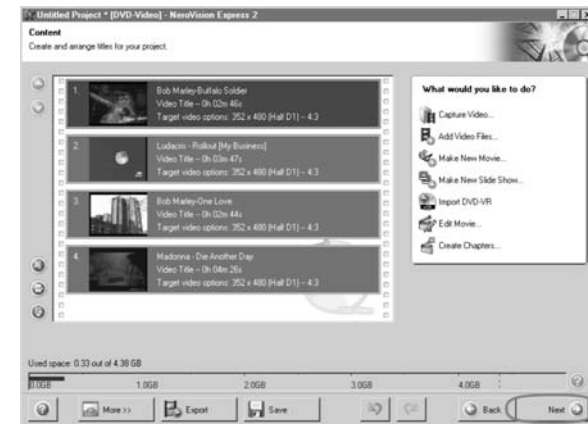 Untitled Project * [DVD-Video] - NeroVision Express 2
Content
Create and arrange titles for your project.
1.
Bob Marley-Buffalo Soldier
Video Title – 0h 02m 46s
Target video options: 352 x 480 (Half D1) – 4:3
2.
Ludacris - Rollout [My Business]
Video Title – 0h 03m 47s
Target video options: 352 x 480 (Half D1) – 4:3
3.
Bob Marley-One Love
Video Title – 0h 02m 44s
Target video options: 352 x 480 (Half D1) – 4:3
4.
Madonna - Die Another Day
Video Title – 0h 04m 26s
Target video options: 352 x 480 (Half D1) – 4:3
What would you like to do?
Capture Video...
Add Video Files...
Make New Movie...
Make New Slide Show...
Import DVD-VR
Edit Movie...
Create Chapters...
Used space: 0.33 out of 4.38 GB
0.0GB 1.0GB 2.0GB 3.0GB 4.0GB
More >> Export Save Back Next